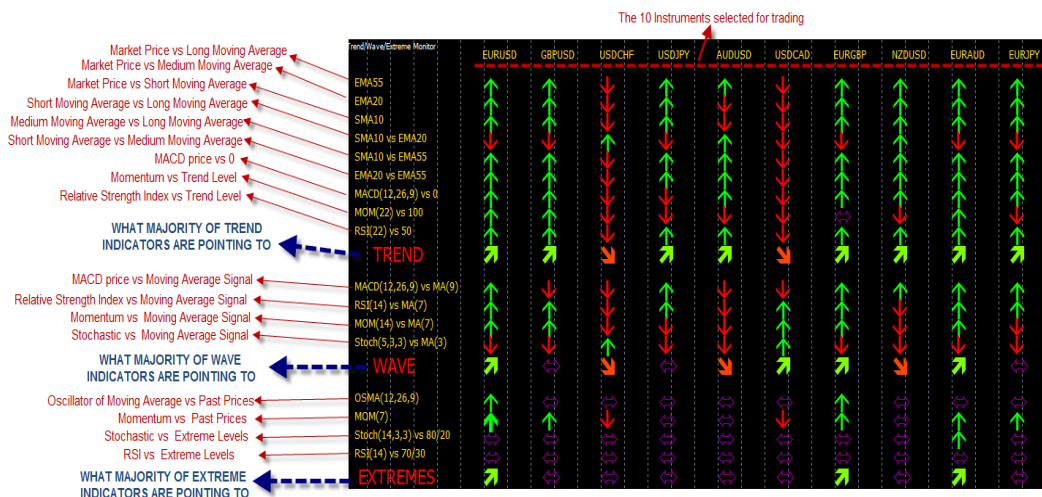 The 10 Instruments selected for trading
Trend/Wave/Extreme Monitor
EURUSD GBPUSD USDCHF USDJPY AUDUSD USDCAD EURGBP NZDUSD EURAUD EURJPY
Market Price vs Long Moving Average
Market Price vs Medium Moving Average
Market Price vs Short Moving Average
Short Moving Average vs Long Moving Average
Medium Moving Average vs Long Moving Average
Short Moving Average vs Medium Moving Average
MACD price vs 0
Momentum vs Trend Level
Relative Strength Index vs Trend Level
EMA55
EMA20
SMA10
SMA10 vs EMA20
SMA10 vs EMA55
EMA20 vs EMA55
MACD(12,26,9) vs 0
MOM(22) vs 100
RSI(22) vs 50
WHAT MAJORITY OF TREND
INDICATORS ARE POINTING TO
TREND
MACD price vs Moving Average Signal
Relative Strength Index vs Moving Average Signal
Momentum vs Moving Average Signal
Stochastic vs Moving Average Signal
MACD(12,26,9) vs MA(9)
RSI(14) vs MA(7)
MOM(14) vs MA(7)
Stoch(5,3,3) vs MA(3)
WHAT MAJORITY OF WAVE
INDICATORS ARE POINTING TO
WAVE
Oscillator of Moving Average vs Past Prices
Momentum vs Past Prices
Stochastic vs Extreme Levels
RSI vs Extreme Levels
OSMA(12,26,9)
MOM(7)
Stoch(14,3,3) vs 80/20
RSI(14) vs 70/30
WHAT MAJORITY OF EXTREME
INDICATORS ARE POINTING TO
EXTREMES